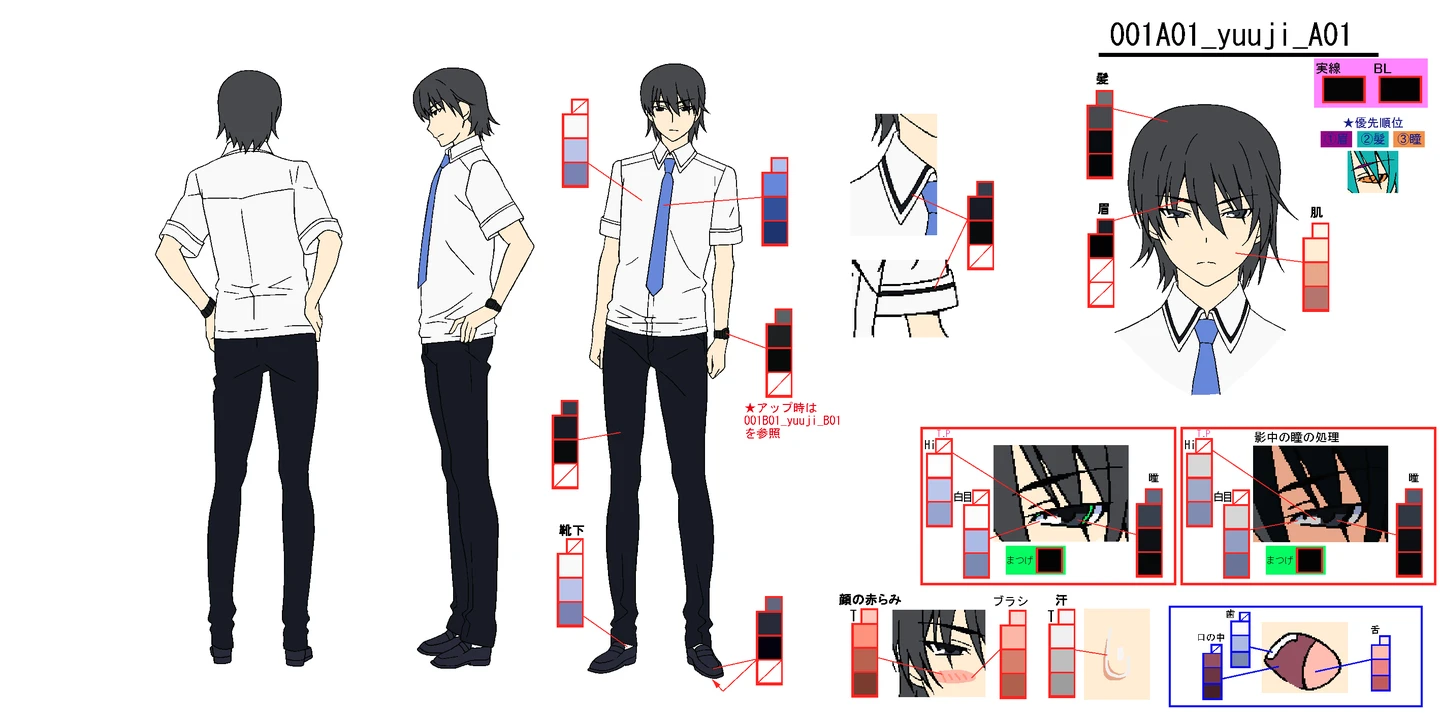 001A01_yuuji_A01
実線 BL
★優先順位
①眉 ②髪 ③瞳
髪
眉
肌
★アップ時は
001B01_yuuji_B01
を参照
靴下
T.P
Hi
白目
瞳
まつげ
T.P
影中の瞳の処理
Hi
白目
瞳
まつげ
顔の赤らみ
T
ブラシ
汗
T
歯
口の中
舌